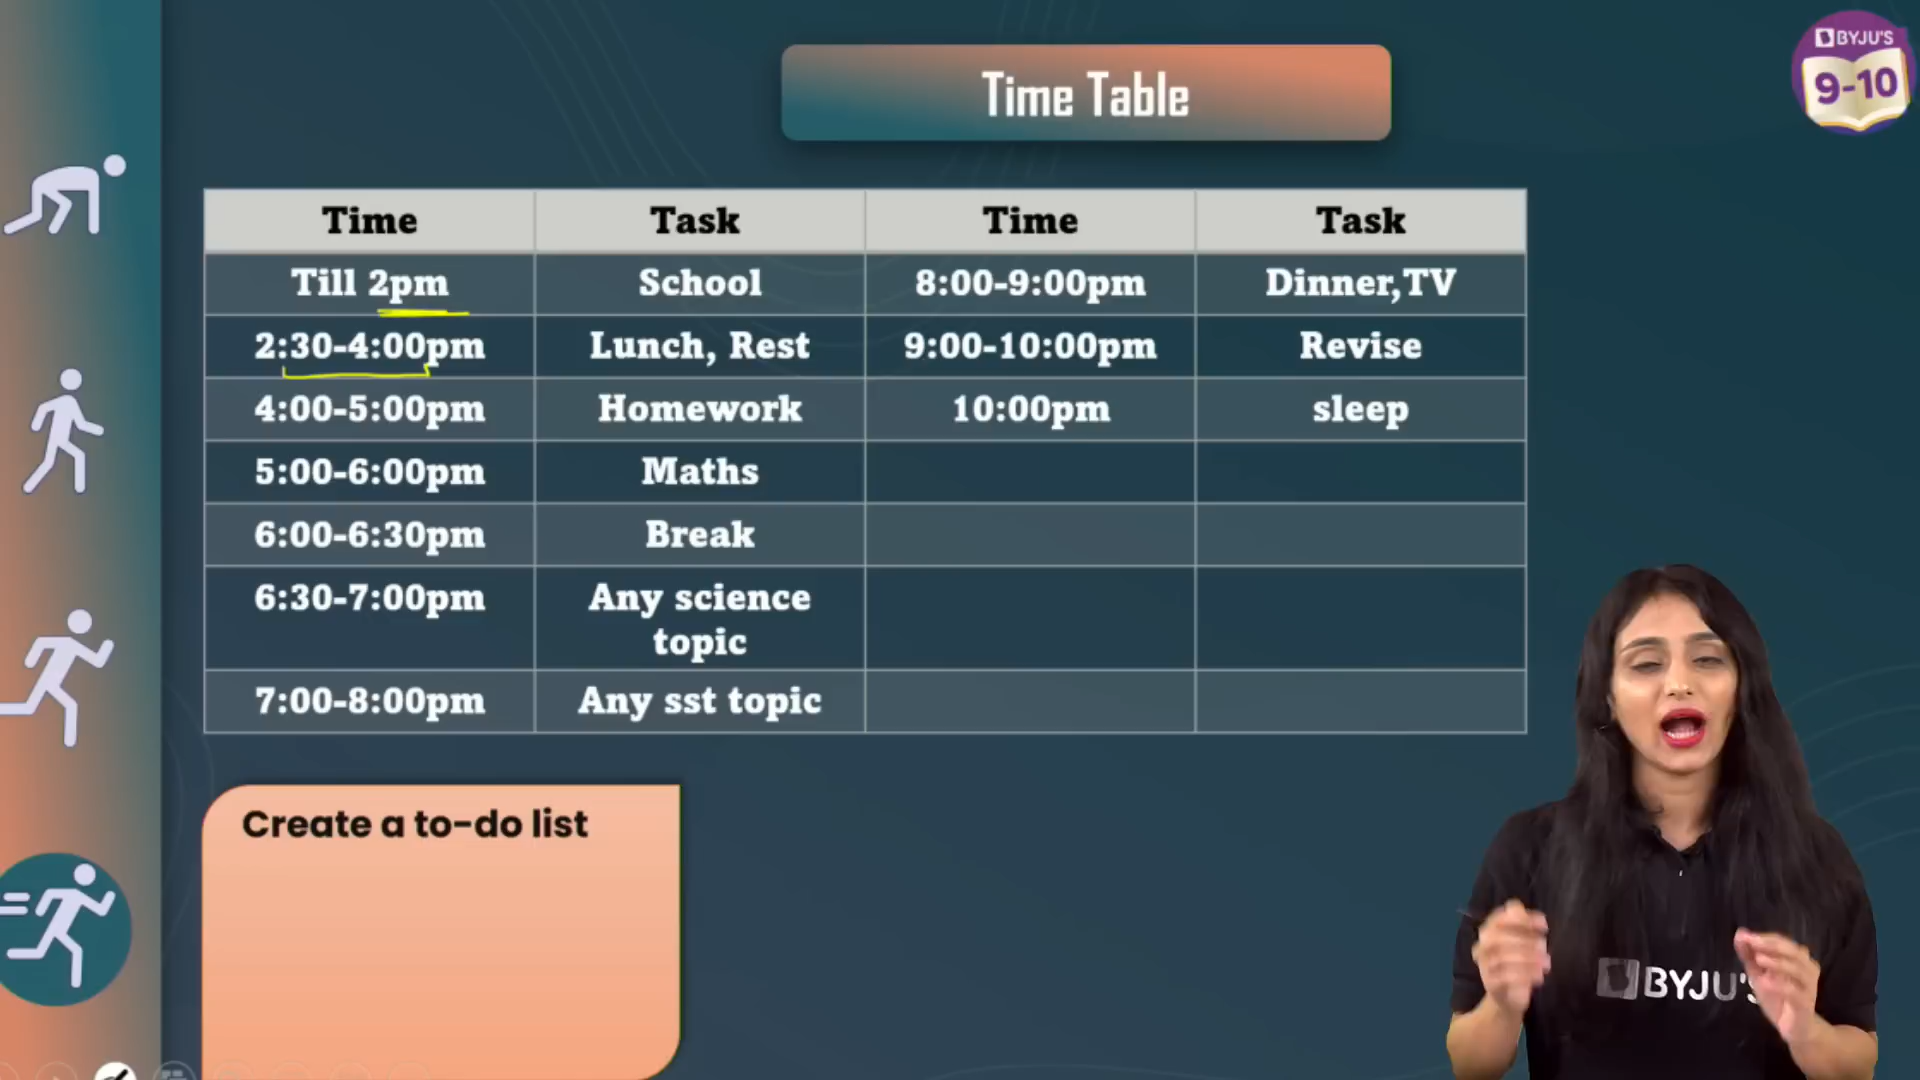 BYJU'S
9-10
Time Table
Time Task Time Task
Till 2pm School 8:00-9:00pm Dinner,TV
2:30-4:00pm Lunch, Rest 9:00-10:00pm Revise
4:00-5:00pm Homework 10:00pm sleep
5:00-6:00pm Maths
6:00-6:30pm Break
6:30-7:00pm Any science
topic
7:00-8:00pm Any sst topic
Create a to-do list
BYJU'S